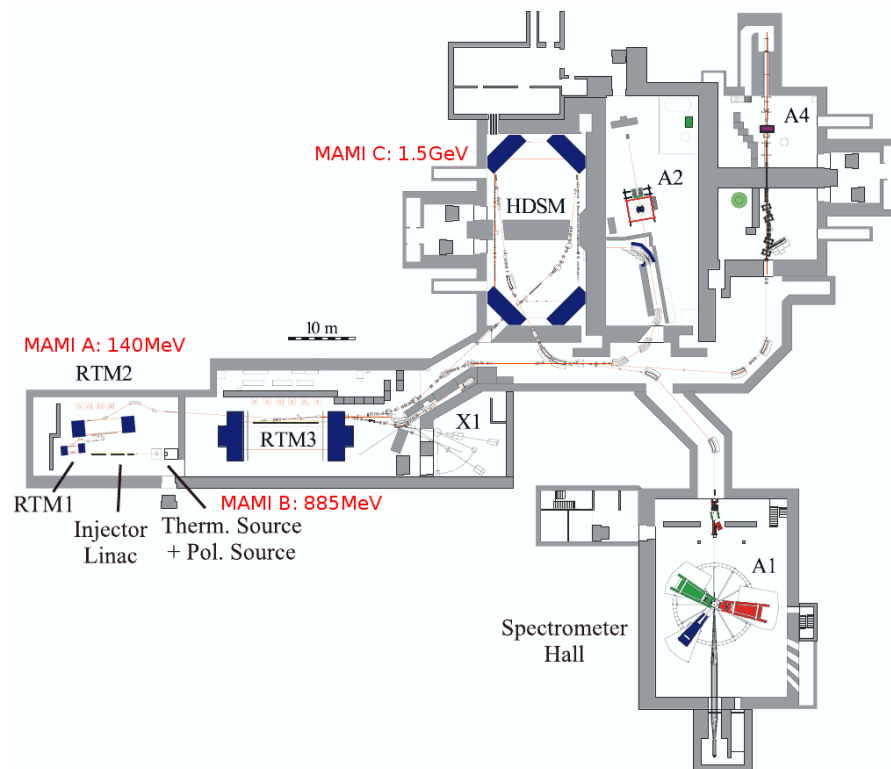 MAMI C: 1.5GeV
HDSM
A2
A4
10 m
MAMI A: 140MeV
RTM2
RTM3
X1
RTM1
Injector
Linac
MAMI B: 885MeV
Therm. Source
+ Pol. Source
A1
Spectrometer
Hall